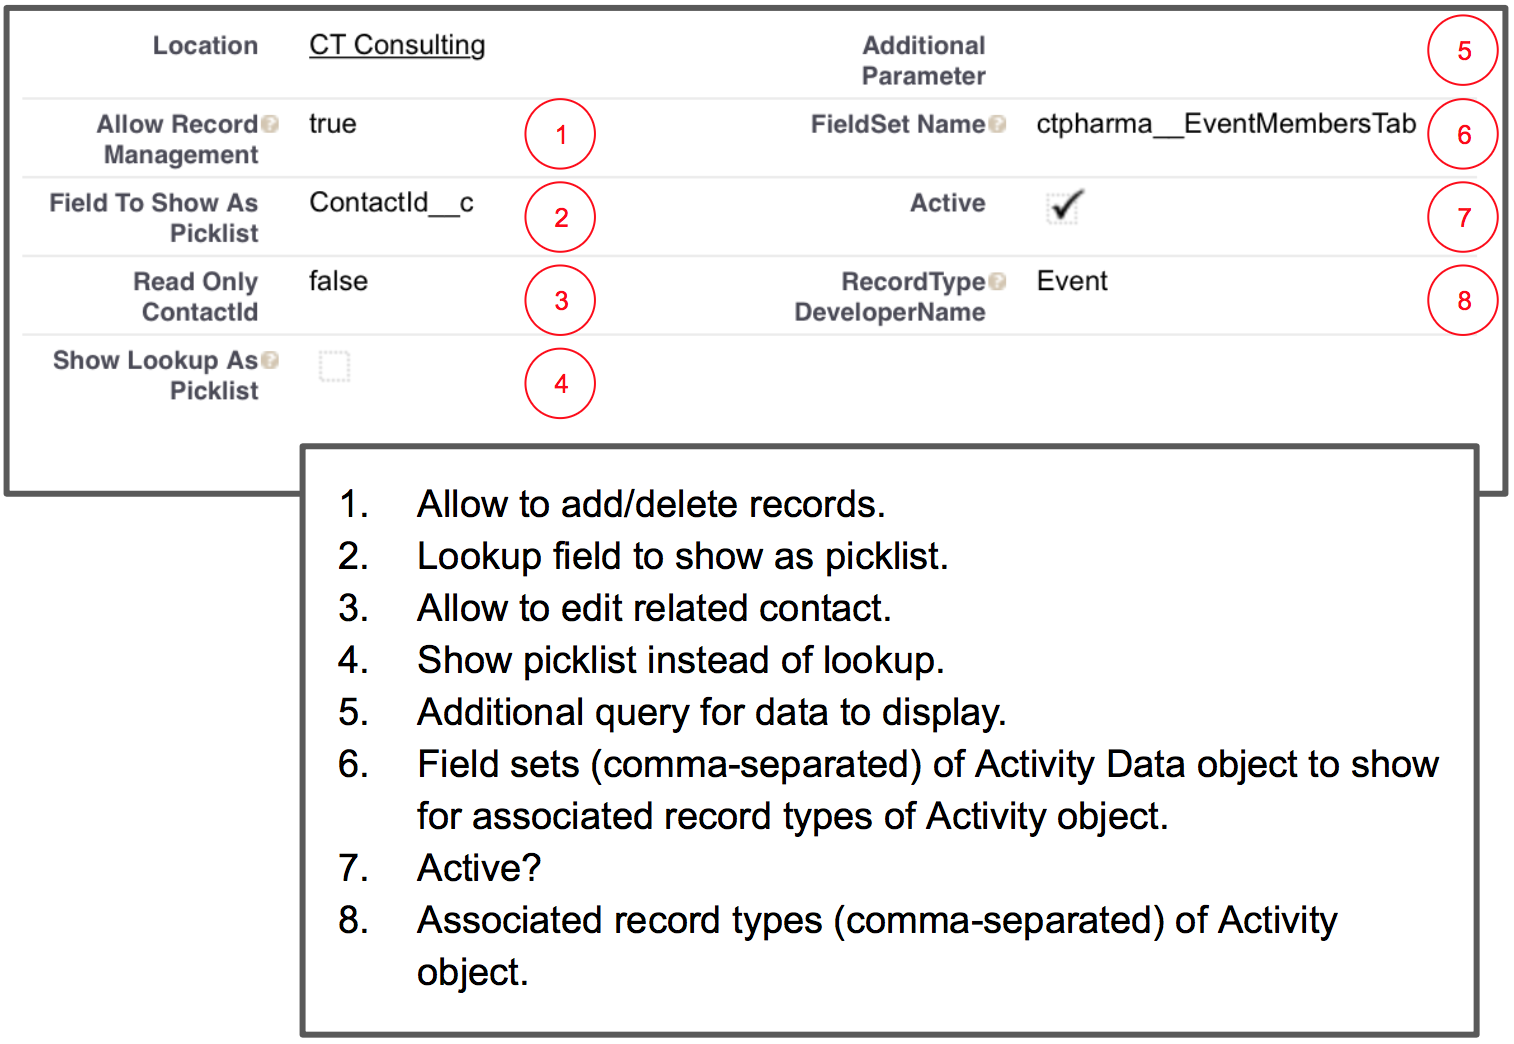 Location CT Consulting Additional 5
Parameter
Allow Record ? true 1 FieldSet Name ? ctpharma__EventMembersTab 6
Management
Field To Show As ContactId__c 2 Active 7
Picklist
Read Only false 3 RecordType ? Event 8
ContactId DeveloperName
Show Lookup As ? 4
Picklist
1. Allow to add/delete records.
2. Lookup field to show as picklist.
3. Allow to edit related contact.
4. Show picklist instead of lookup.
5. Additional query for data to display.
6. Field sets (comma-separated) of Activity Data object to show
for associated record types of Activity object.
7. Active?
8. Associated record types (comma-separated) of Activity
object.